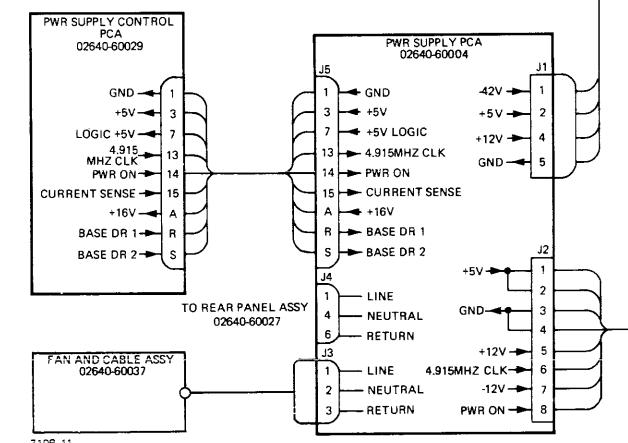 PWR SUPPLY CONTROL
PCA
02640-60029
GND 1
+5V 3
LOGIC +5V 7
4.915
MHZ CLK 13
PWR ON 14
CURRENT SENSE 15
+16V A
BASE DR 1 R
BASE DR 2 S
PWR SUPPLY PCA
02640-60004
J5
1 GND
3 +5V
7 +5V LOGIC
13 4.915MHZ CLK
14 PWR ON
15 CURRENT SENSE
A +16V
R BASE DR 1
S BASE DR 2
J1
-42V 1
+5V 2
+12V 4
GND 5
J4
1 LINE
4 NEUTRAL
6 RETURN
TO REAR PANEL ASSY
02640-60027
J2
+5V 1
2
GND 3
4
+12V 5
4.915MHZ CLK 6
-12V 7
PWR ON 8
J3
1 LINE
2 NEUTRAL
3 RETURN
FAN AND CABLE ASSY
02640-60037